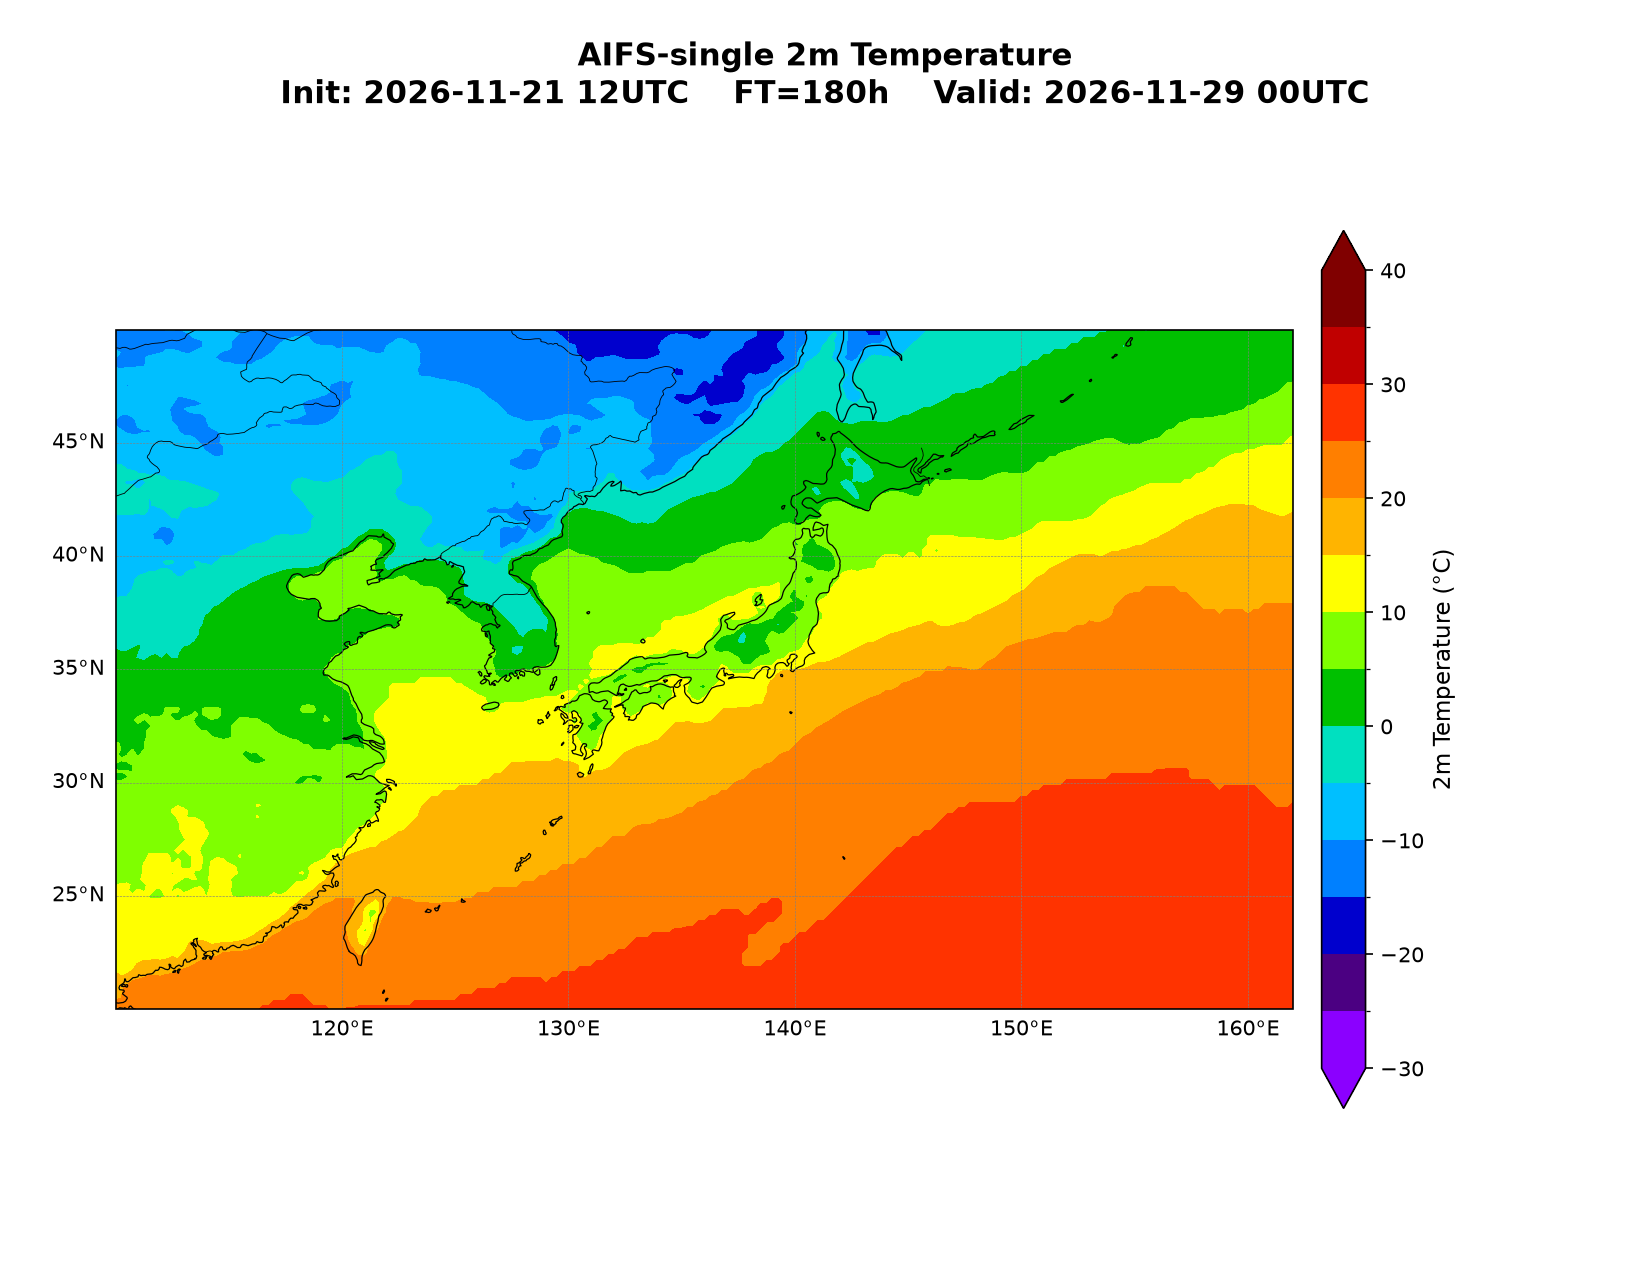 AIFS-single 2m Temperature
Init: 2026-11-21 12UTC    FT=180h    Valid: 2026-11-29 00UTC
45°N
40°N
35°N
30°N
25°N
120°E
130°E
140°E
150°E
160°E
40
30
20
10
0
−10
−20
−30
2m Temperature (°C)